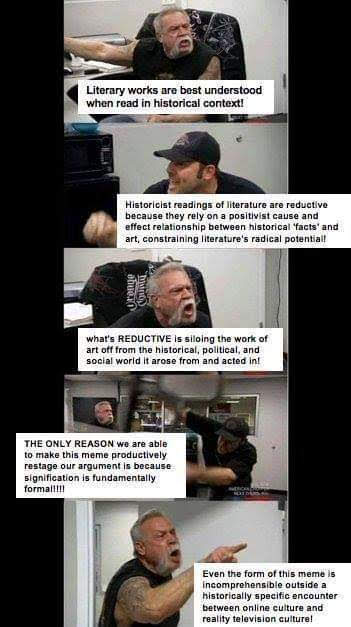 Literary works are best understood
when read in historical context!
Historicist readings of literature are reductive
because they rely on a positivist cause and
effect relationship between historical 'facts' and
art, constraining literature's radical potential!
Orange
County
what's REDUCTIVE is siloing the work of
art off from the historical, political, and
social world it arose from and acted in!
THE ONLY REASON we are able
to make this meme productively
restage our argument is because
signification is fundamentally
formal!!!!
Even the form of this meme is
incomprehensible outside a
historically specific encounter
between online culture and
reality television culture!